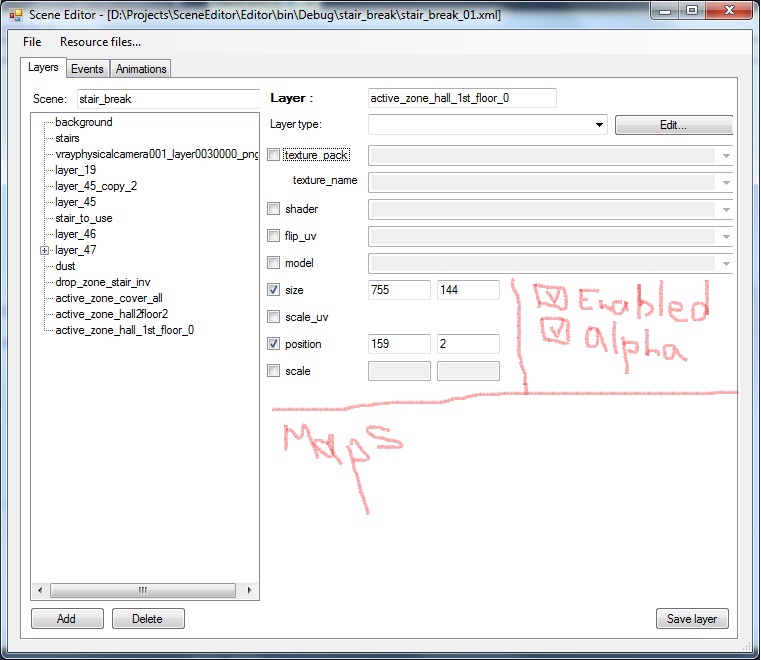 Scene Editor - [D:\Projects\SceneEditor\Editor\bin\Debug\stair_break\stair_break_01.xml]
File Resource files...
Layers Events Animations
Scene: stair_break
background
stairs
vrayphysicalcamera001_layer0030000_png
layer_19
layer_45_copy_2
layer_45
stair_to_use
layer_46
layer_47
dust
drop_zone_stair_inv
active_zone_cover_all
active_zone_hall2floor2
active_zone_hall_1st_floor_0
Add Delete
Layer : active_zone_hall_1st_floor_0
Layer type: Edit...
texture_pack
texture_name
shader
flip_uv
model
size 755 144
scale_uv
position 159 2
scale
Enabled
alpha
Maps
Save layer